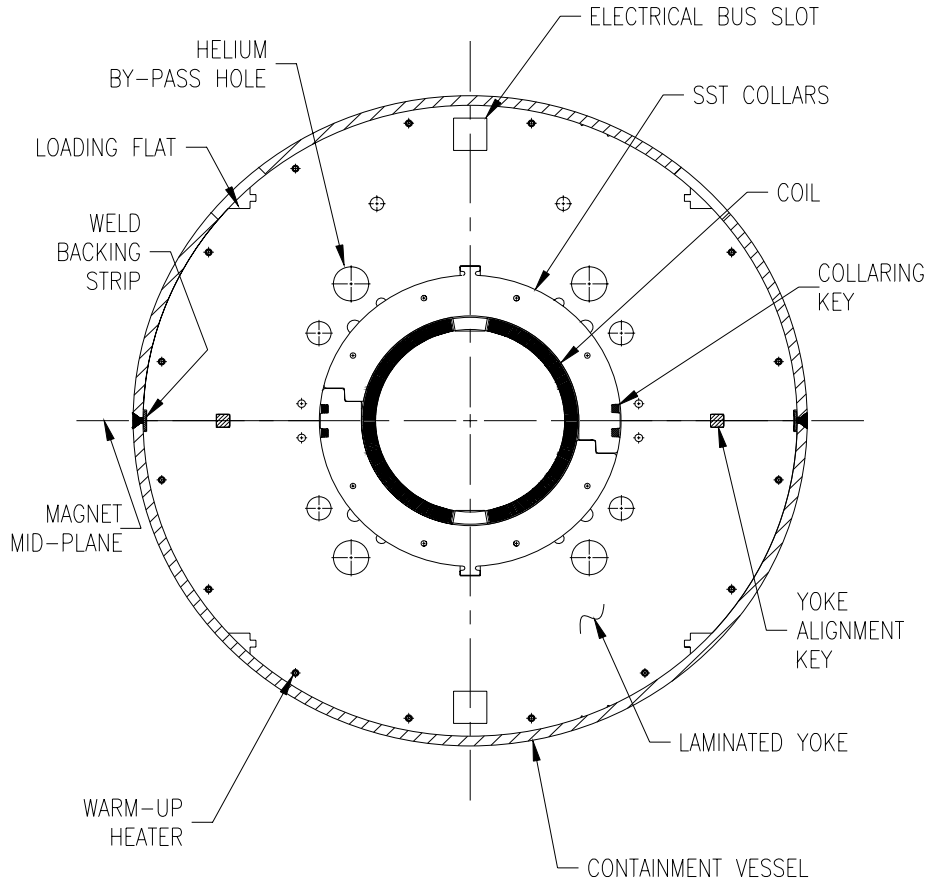 ELECTRICAL BUS SLOT
HELIUM
BY-PASS HOLE
SST COLLARS
LOADING FLAT
COIL
WELD
BACKING
STRIP
COLLARING
KEY
MAGNET
MID-PLANE
YOKE
ALIGNMENT
KEY
LAMINATED YOKE
WARM-UP
HEATER
CONTAINMENT VESSEL